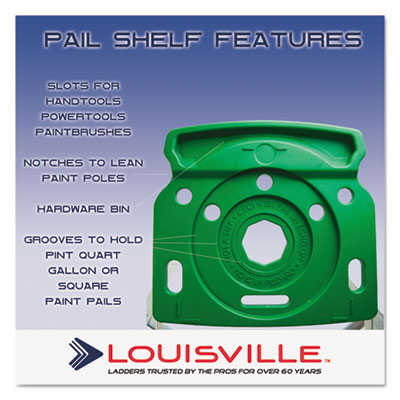 PAIL SHELF FEATURES
SLOTS FOR
HANDTOOLS
POWERTOOLS
PAINTBRUSHES
NOTCHES TO LEAN
PAINT POLES
HARDWARE BIN
GROOVES TO HOLD
PINT QUART
GALLON OR
SQUARE
PAINT PAILS
LOUISVILLE™
LADDERS TRUSTED BY THE PROS FOR OVER 60 YEARS